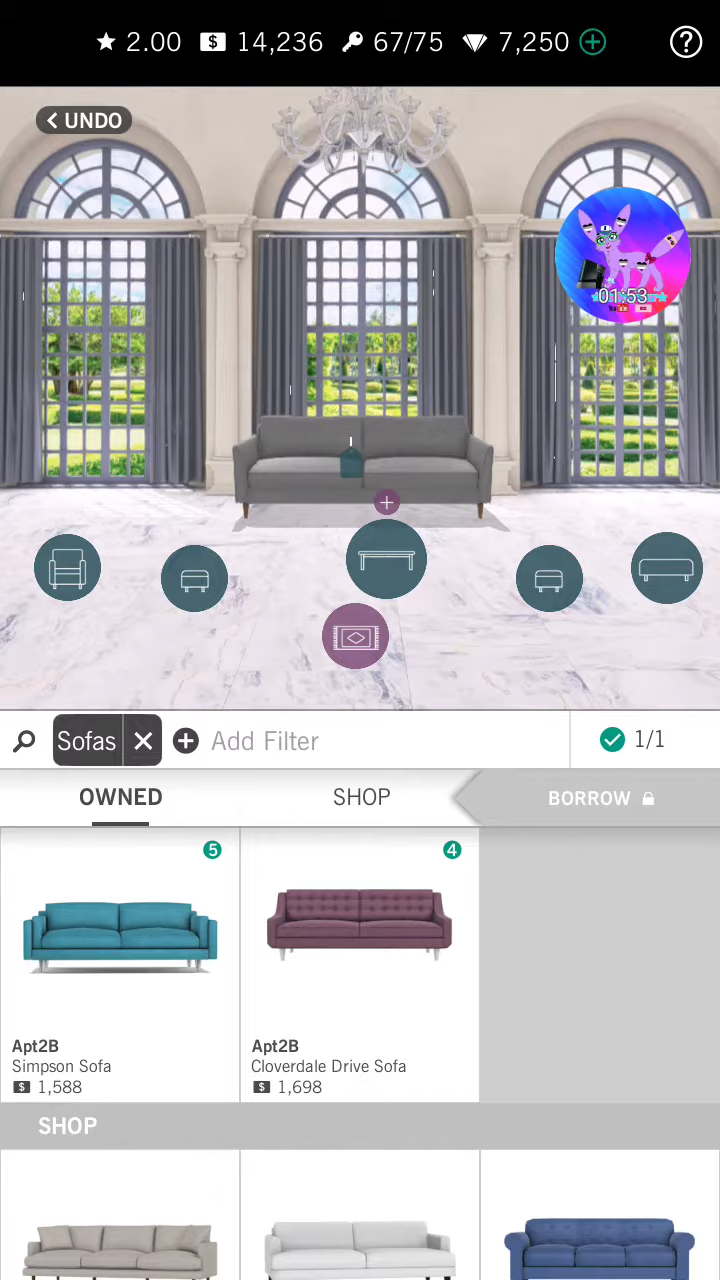 2.00 14,236 67/75 7,250
UNDO
01:53
Sofas Add Filter 1/1
OWNED SHOP BORROW
5 4
Apt2B Apt2B
Simpson Sofa Cloverdale Drive Sofa
1,588 1,698
SHOP